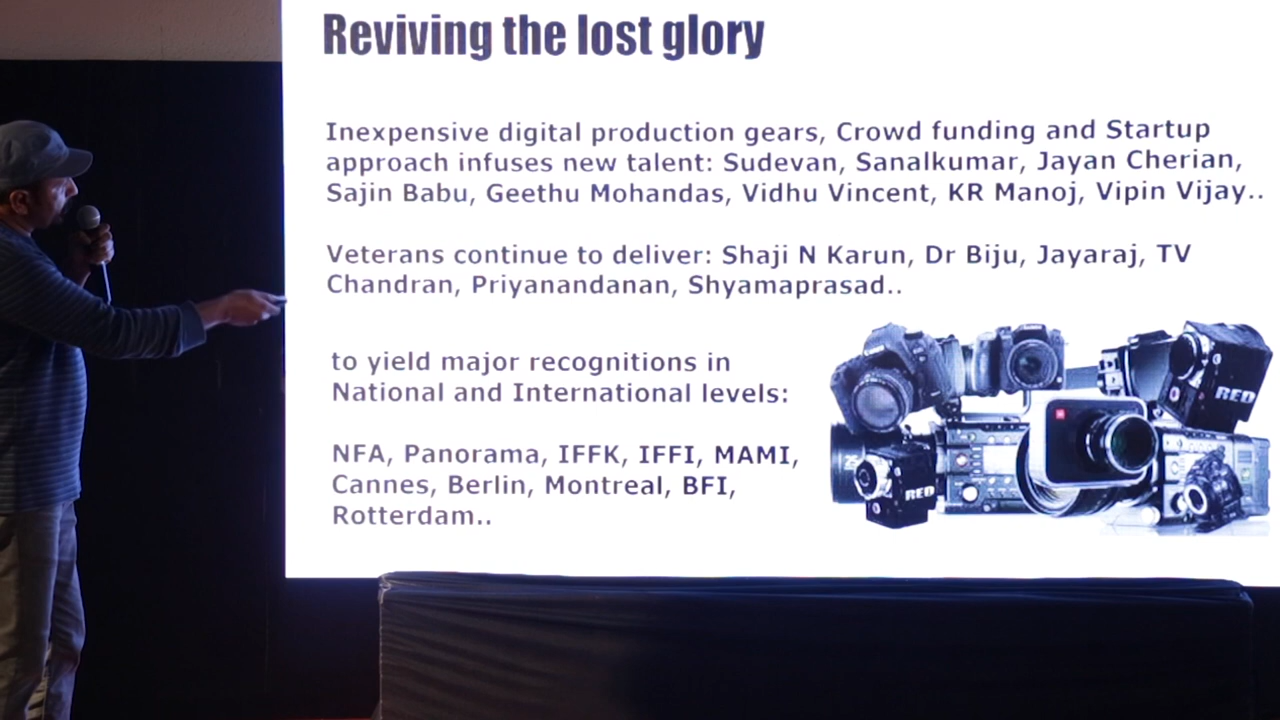 Reviving the lost glory
Inexpensive digital production gears, Crowd funding and Startup
approach infuses new talent: Sudevan, Sanalkumar, Jayan Cherian,
Sajin Babu, Geethu Mohandas, Vidhu Vincent, KR Manoj, Vipin Vijay..
Veterans continue to deliver: Shaji N Karun, Dr Biju, Jayaraj, TV
Chandran, Priyanandanan, Shyamaprasad..
to yield major recognitions in
National and International levels:
NFA, Panorama, IFFK, IFFI, MAMI,
Cannes, Berlin, Montreal, BFI,
Rotterdam..
RED
RED